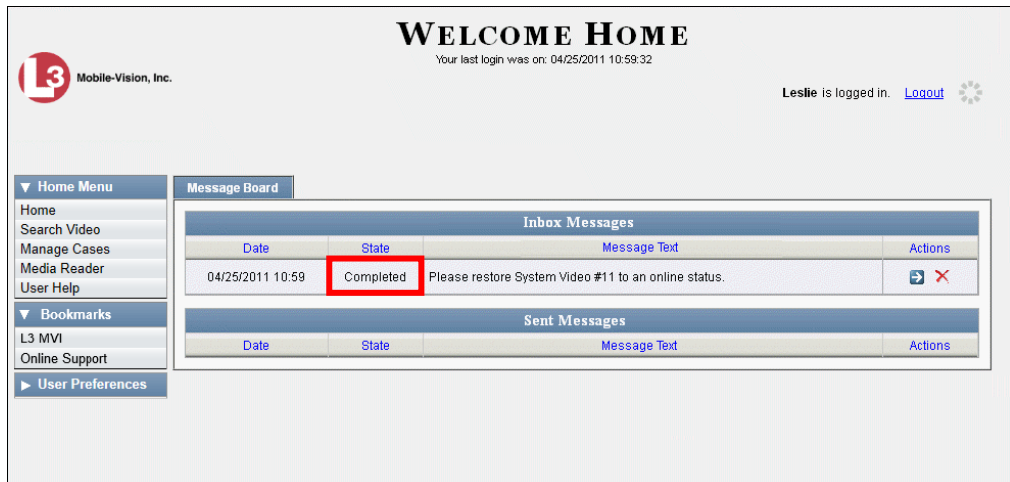 WELCOME HOME
Your last login was on: 04/25/2011 10:59:32
L3 Mobile-Vision, Inc.
Leslie is logged in. Logout
▼ Home Menu
Home
Search Video
Manage Cases
Media Reader
User Help
▼ Bookmarks
L3 MVI
Online Support
► User Preferences
Message Board
Inbox Messages
Date State Message Text Actions
04/25/2011 10:59 Completed Please restore System Video #11 to an online status.
Sent Messages
Date State Message Text Actions